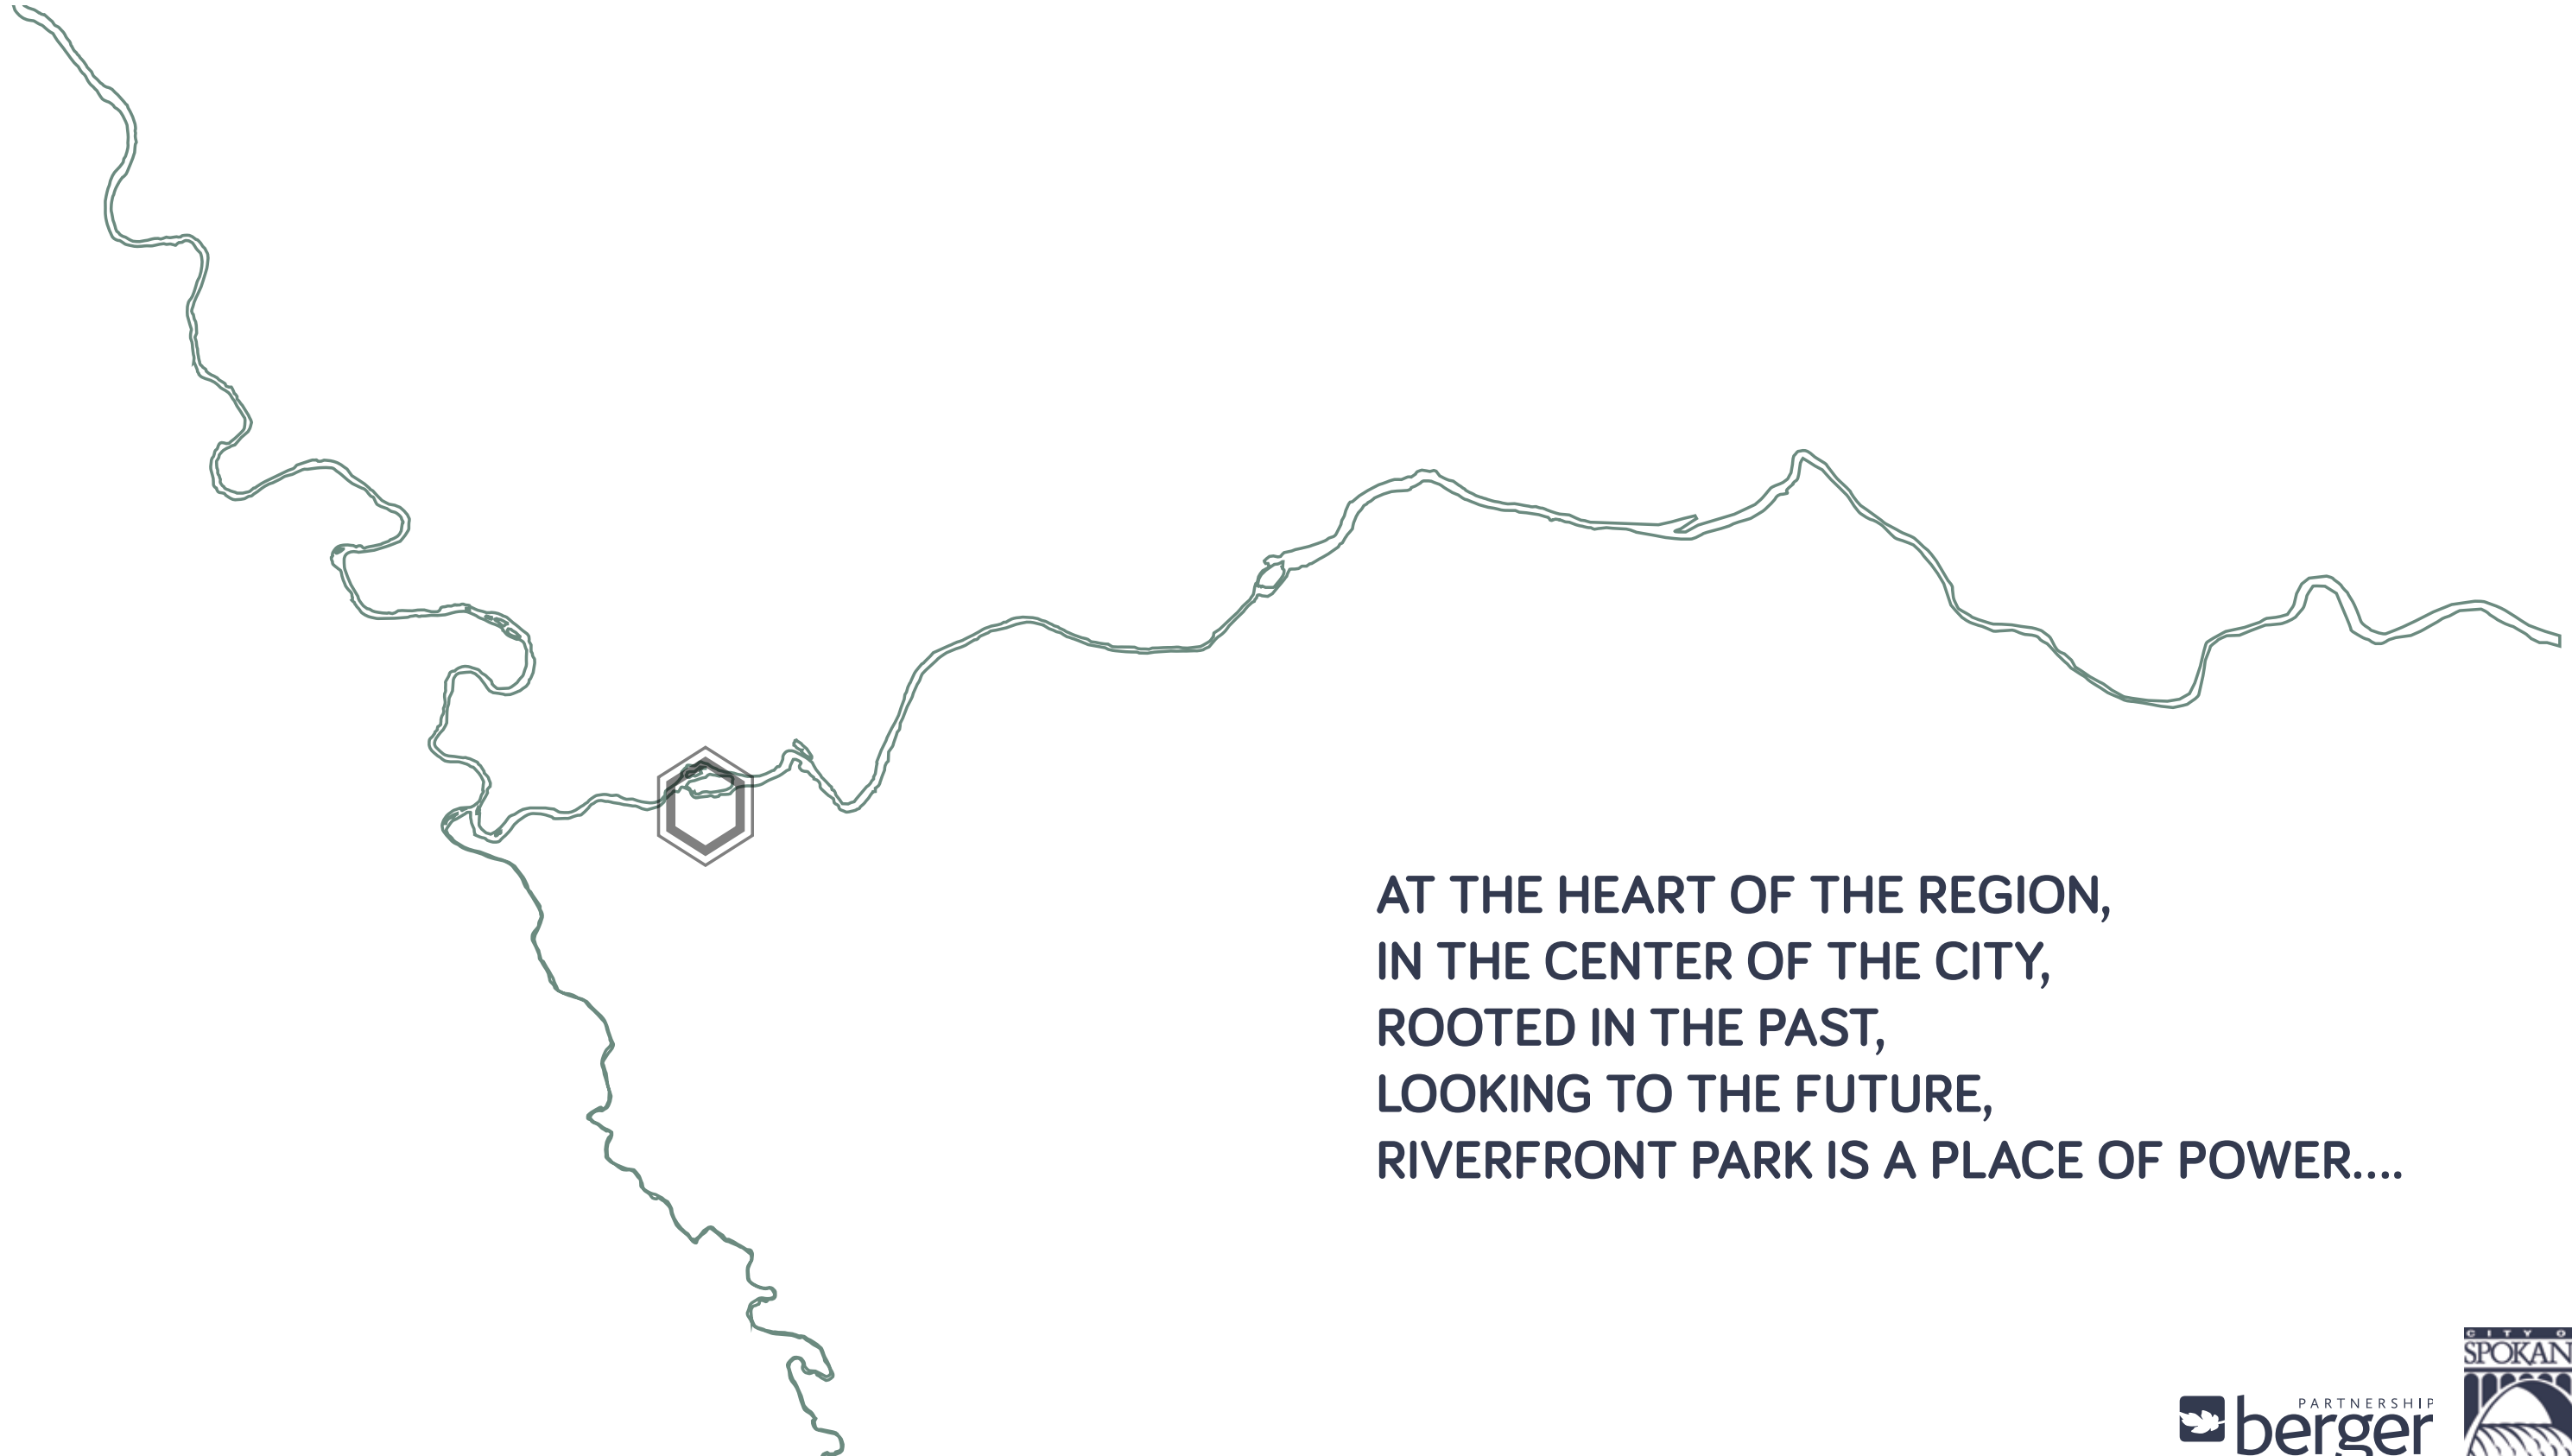 AT THE HEART OF THE REGION,
IN THE CENTER OF THE CITY,
ROOTED IN THE PAST,
LOOKING TO THE FUTURE,
RIVERFRONT PARK IS A PLACE OF POWER....
PARTNERSHIP
berger
CITY O
SPOKAN